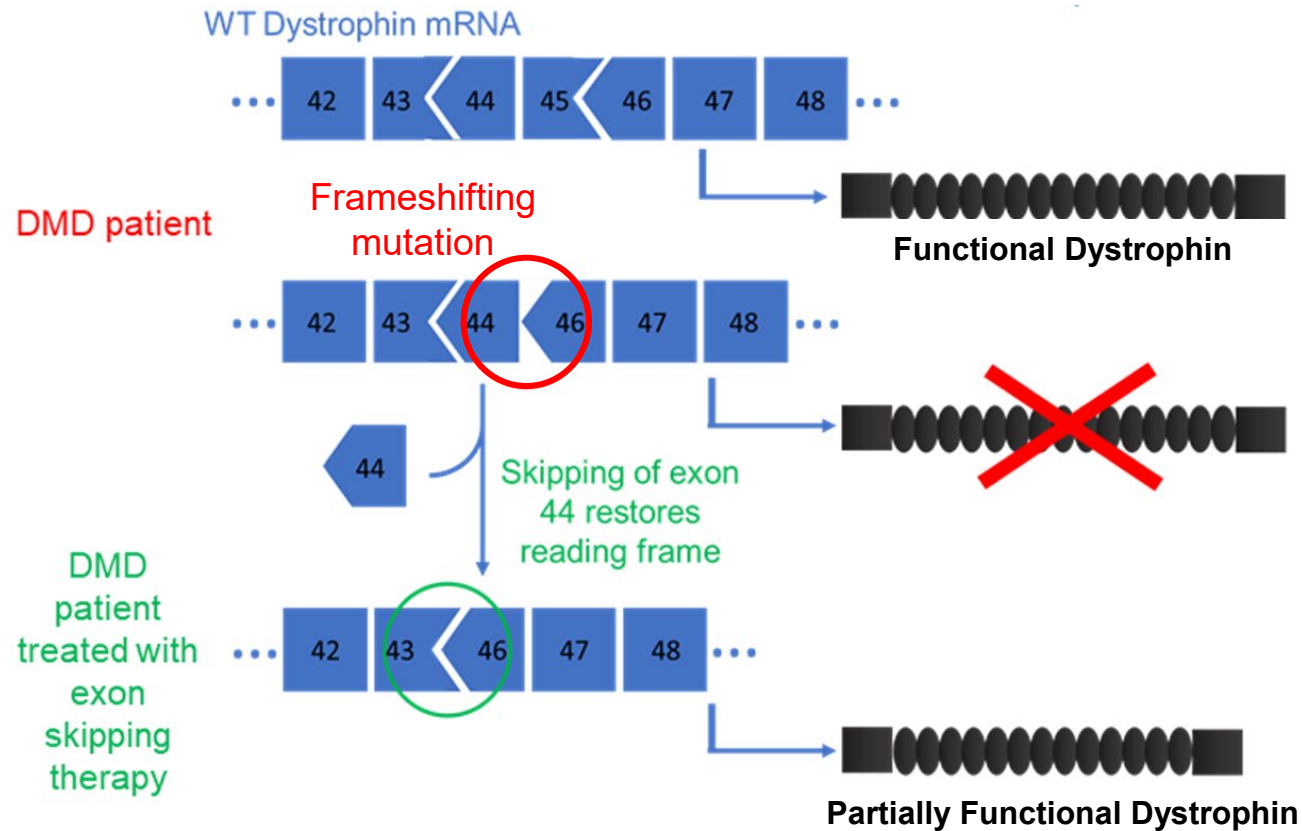 WT Dystrophin mRNA
... 42 43 44 45 46 47 48 ...
Functional Dystrophin
DMD patient
Frameshifting
mutation
... 42 43 44 46 47 48 ...
44
Skipping of exon
44 restores
reading frame
DMD
patient
treated with
exon
skipping
therapy
... 42 43 46 47 48 ...
Partially Functional Dystrophin